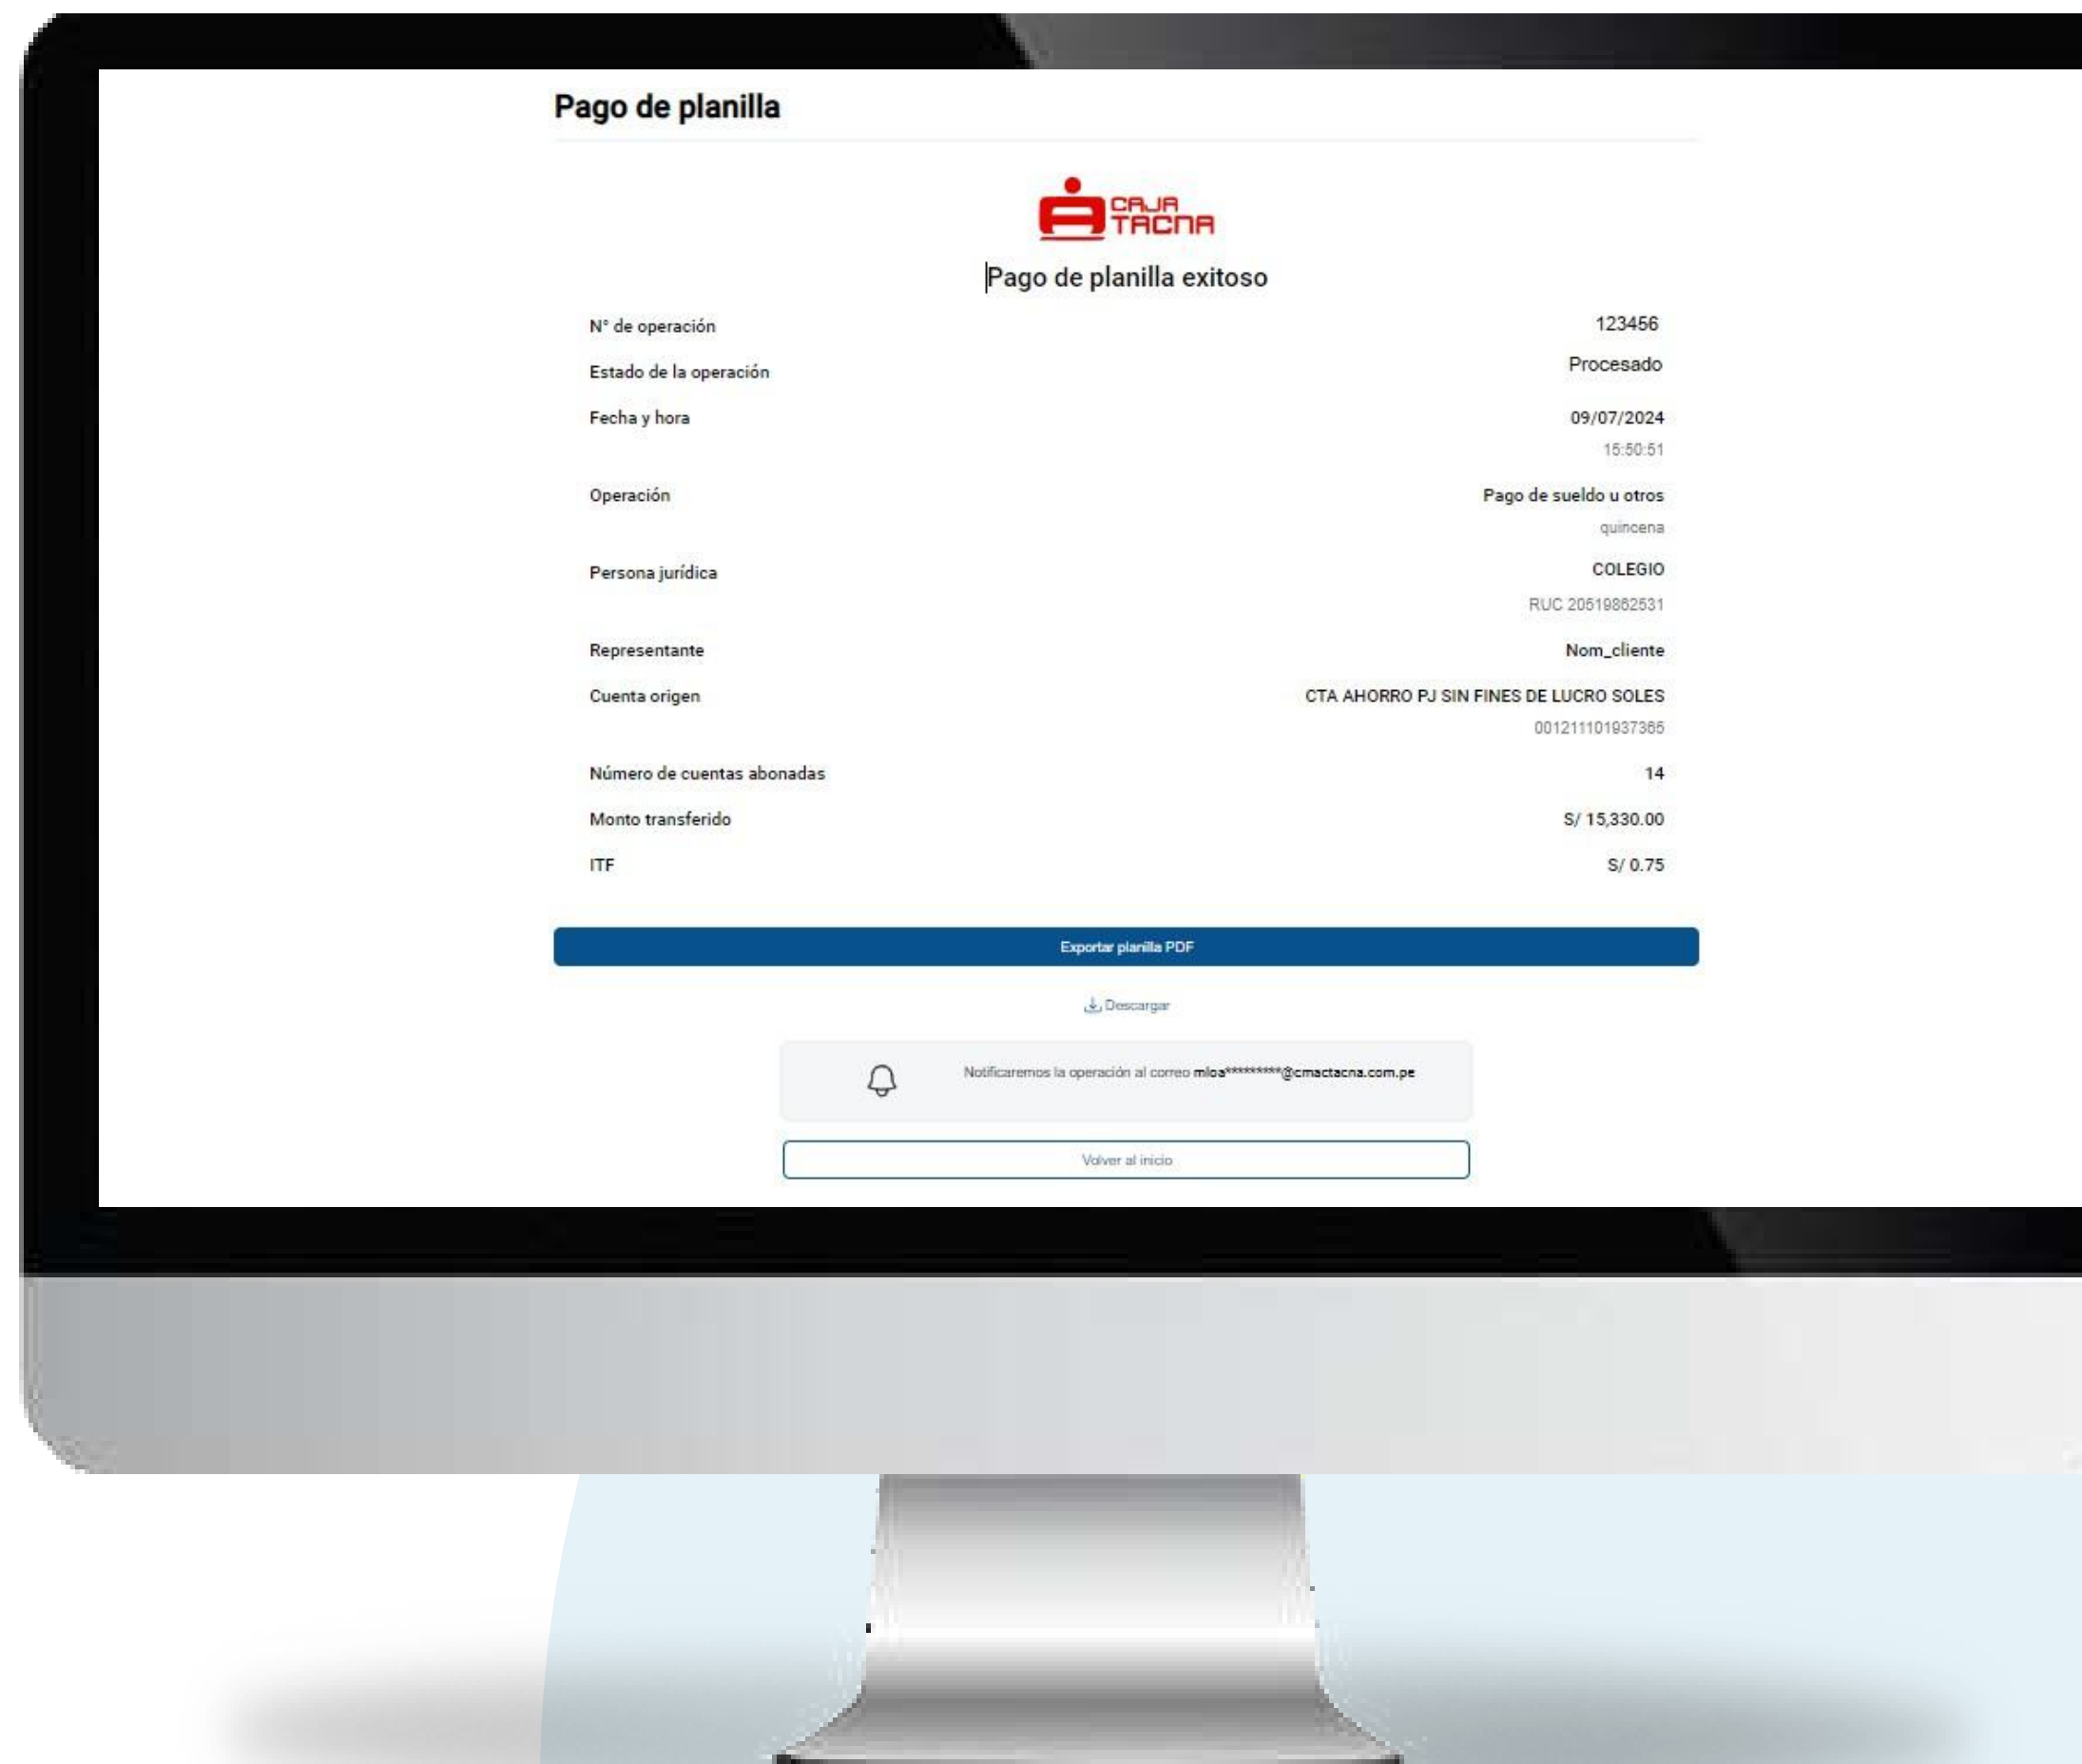 Pago de planilla
CAJA
TACNA
Pago de planilla exitoso
N° de operación 123456
Estado de la operación Procesado
Fecha y hora 09/07/2024
15:50:51
Operación Pago de sueldo u otros
quincena
Persona jurídica COLEGIO
RUC 20519862531
Representante Nom_cliente
Cuenta origen CTA AHORRO PJ SIN FINES DE LUCRO SOLES
001211101937365
Número de cuentas abonadas 14
Monto transferido S/ 15,330.00
ITF S/ 0.75
Exportar planilla PDF
Descargar
Notificaremos la operación al correo mloa*********@cmactacna.com.pe
Volver al inicio